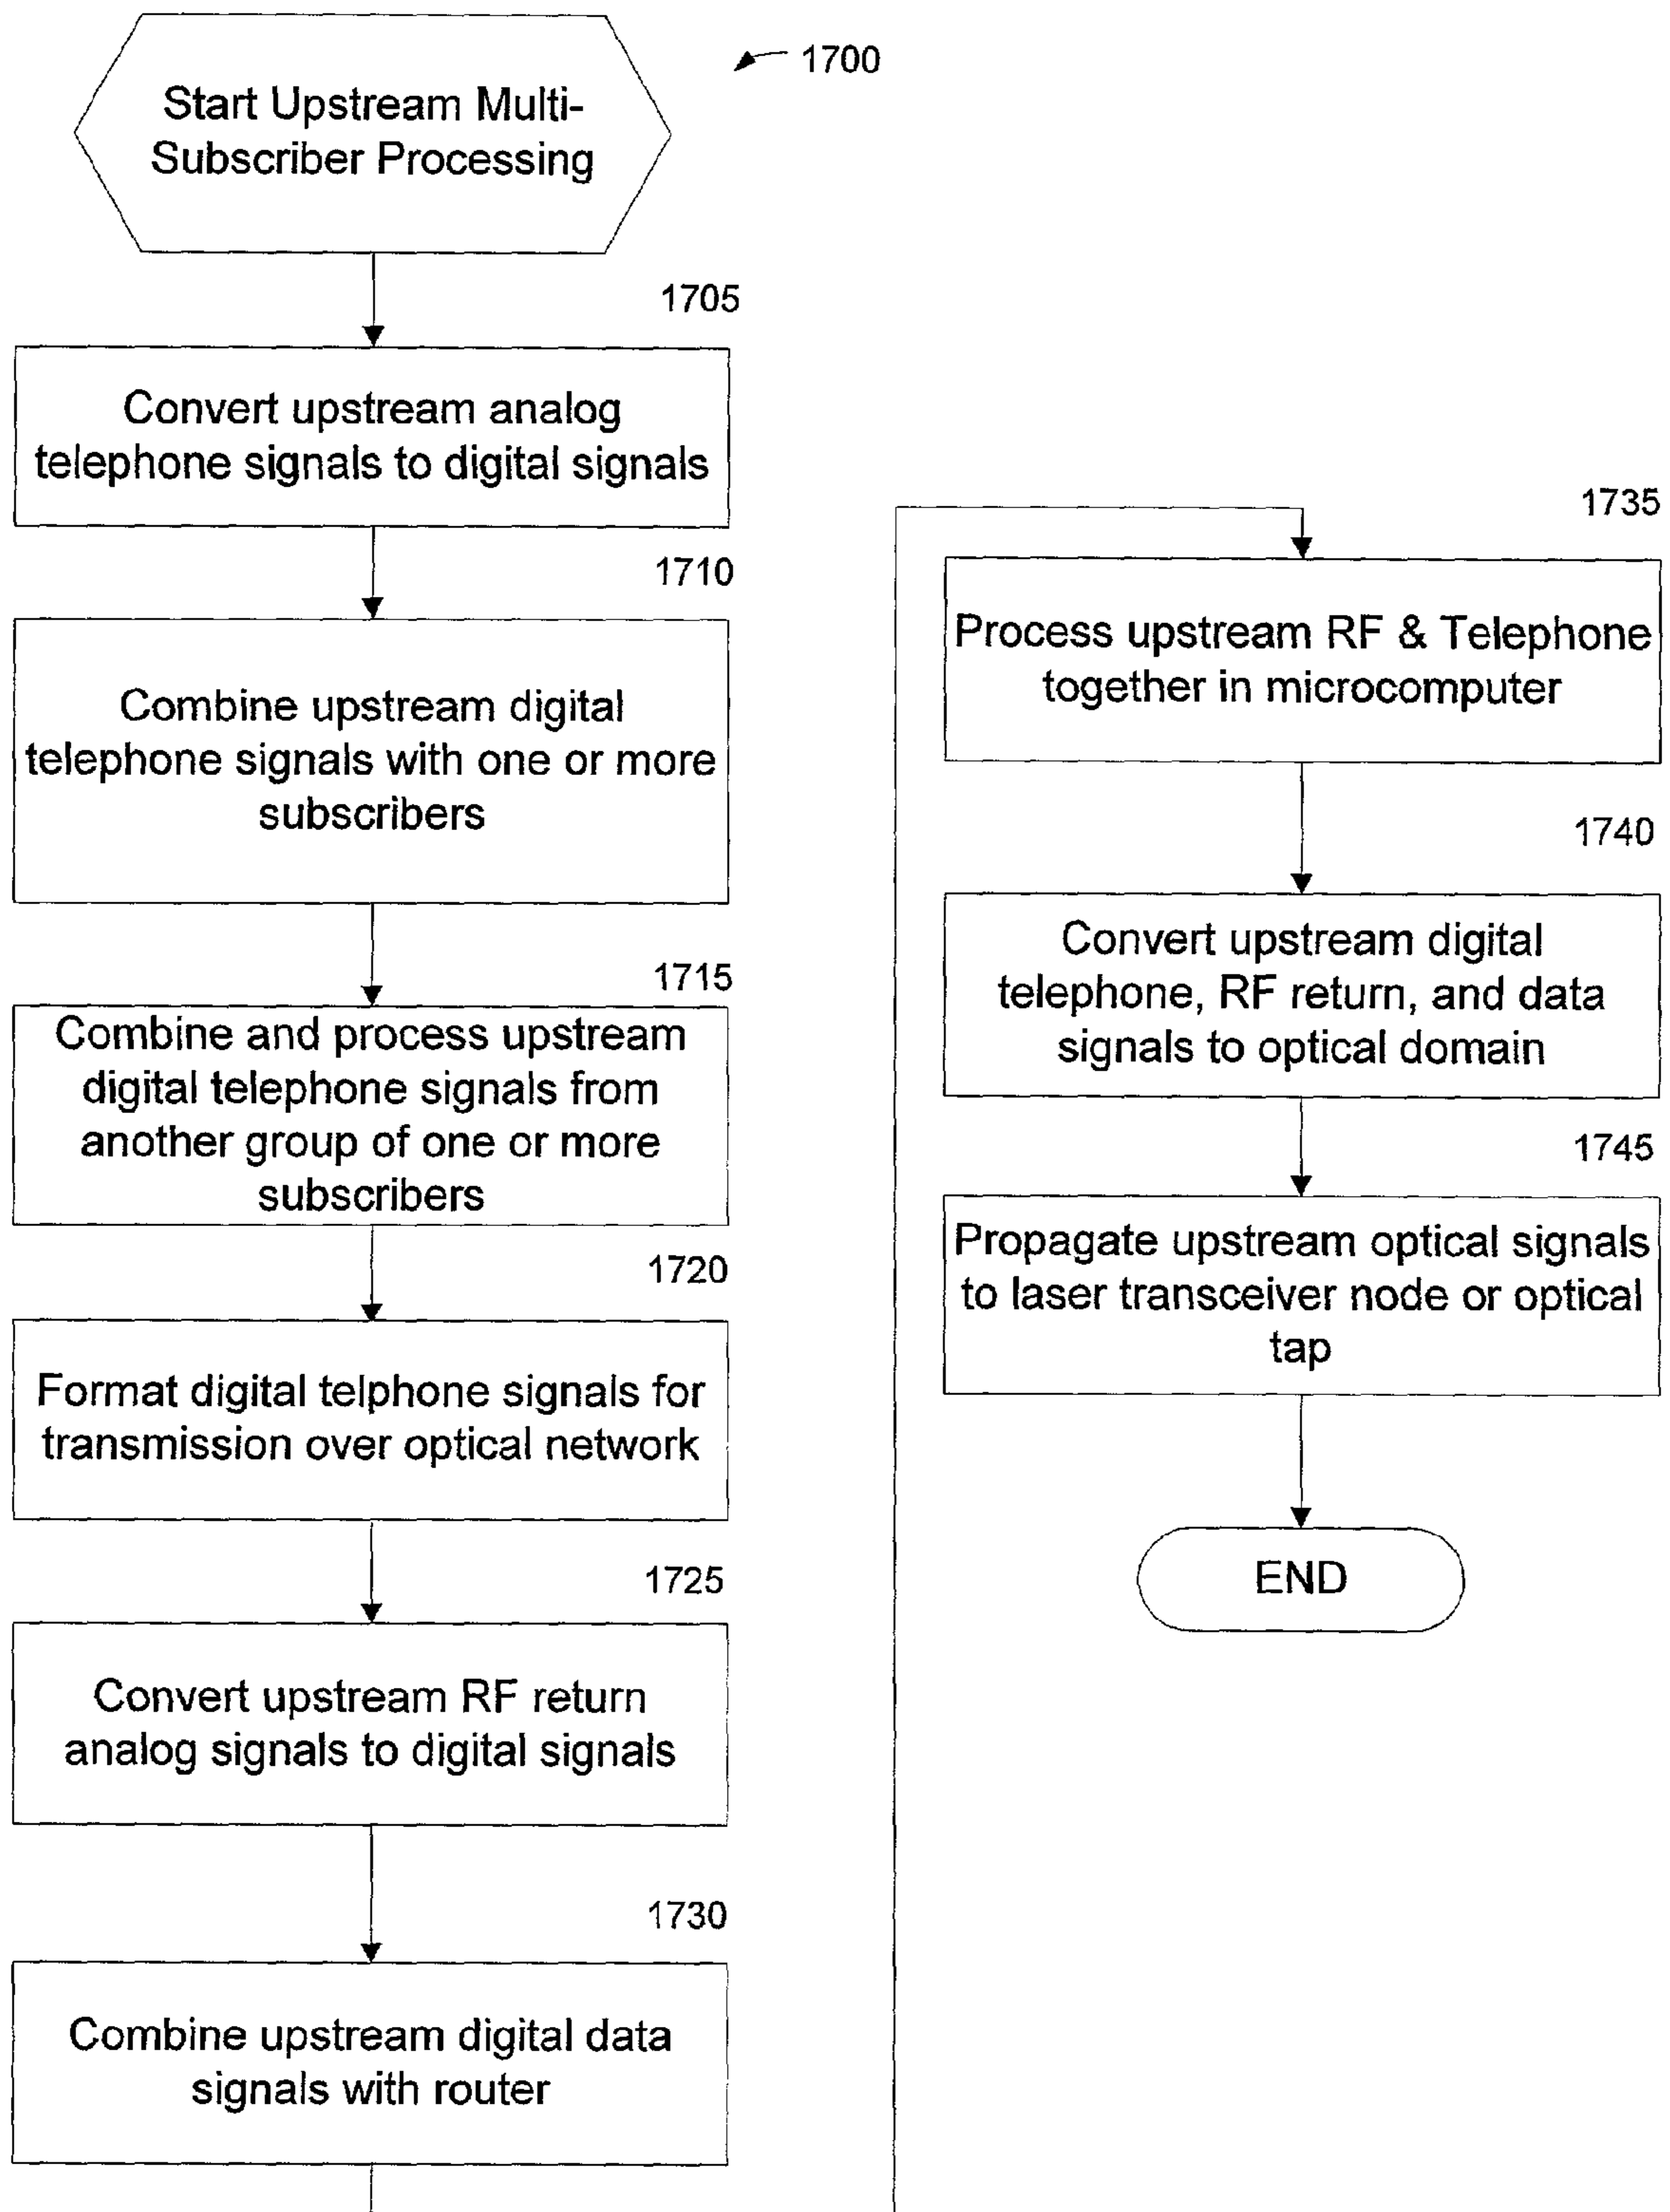 Start Upstream Multi-
Subscriber Processing
1700
1705
Convert upstream analog
telephone signals to digital signals
1710
Combine upstream digital
telephone signals with one or more
subscribers
1715
Combine and process upstream
digital telephone signals from
another group of one or more
subscribers
1720
Format digital telphone signals for
transmission over optical network
1725
Convert upstream RF return
analog signals to digital signals
1730
Combine upstream digital data
signals with router
1735
Process upstream RF & Telephone
together in microcomputer
1740
Convert upstream digital
telephone, RF return, and data
signals to optical domain
1745
Propagate upstream optical signals
to laser transceiver node or optical
tap
END